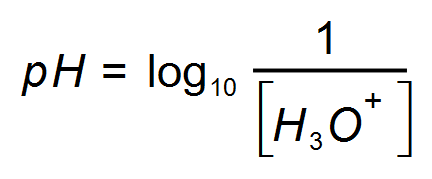 pH = log₁₀ 1 / [H₃O⁺]